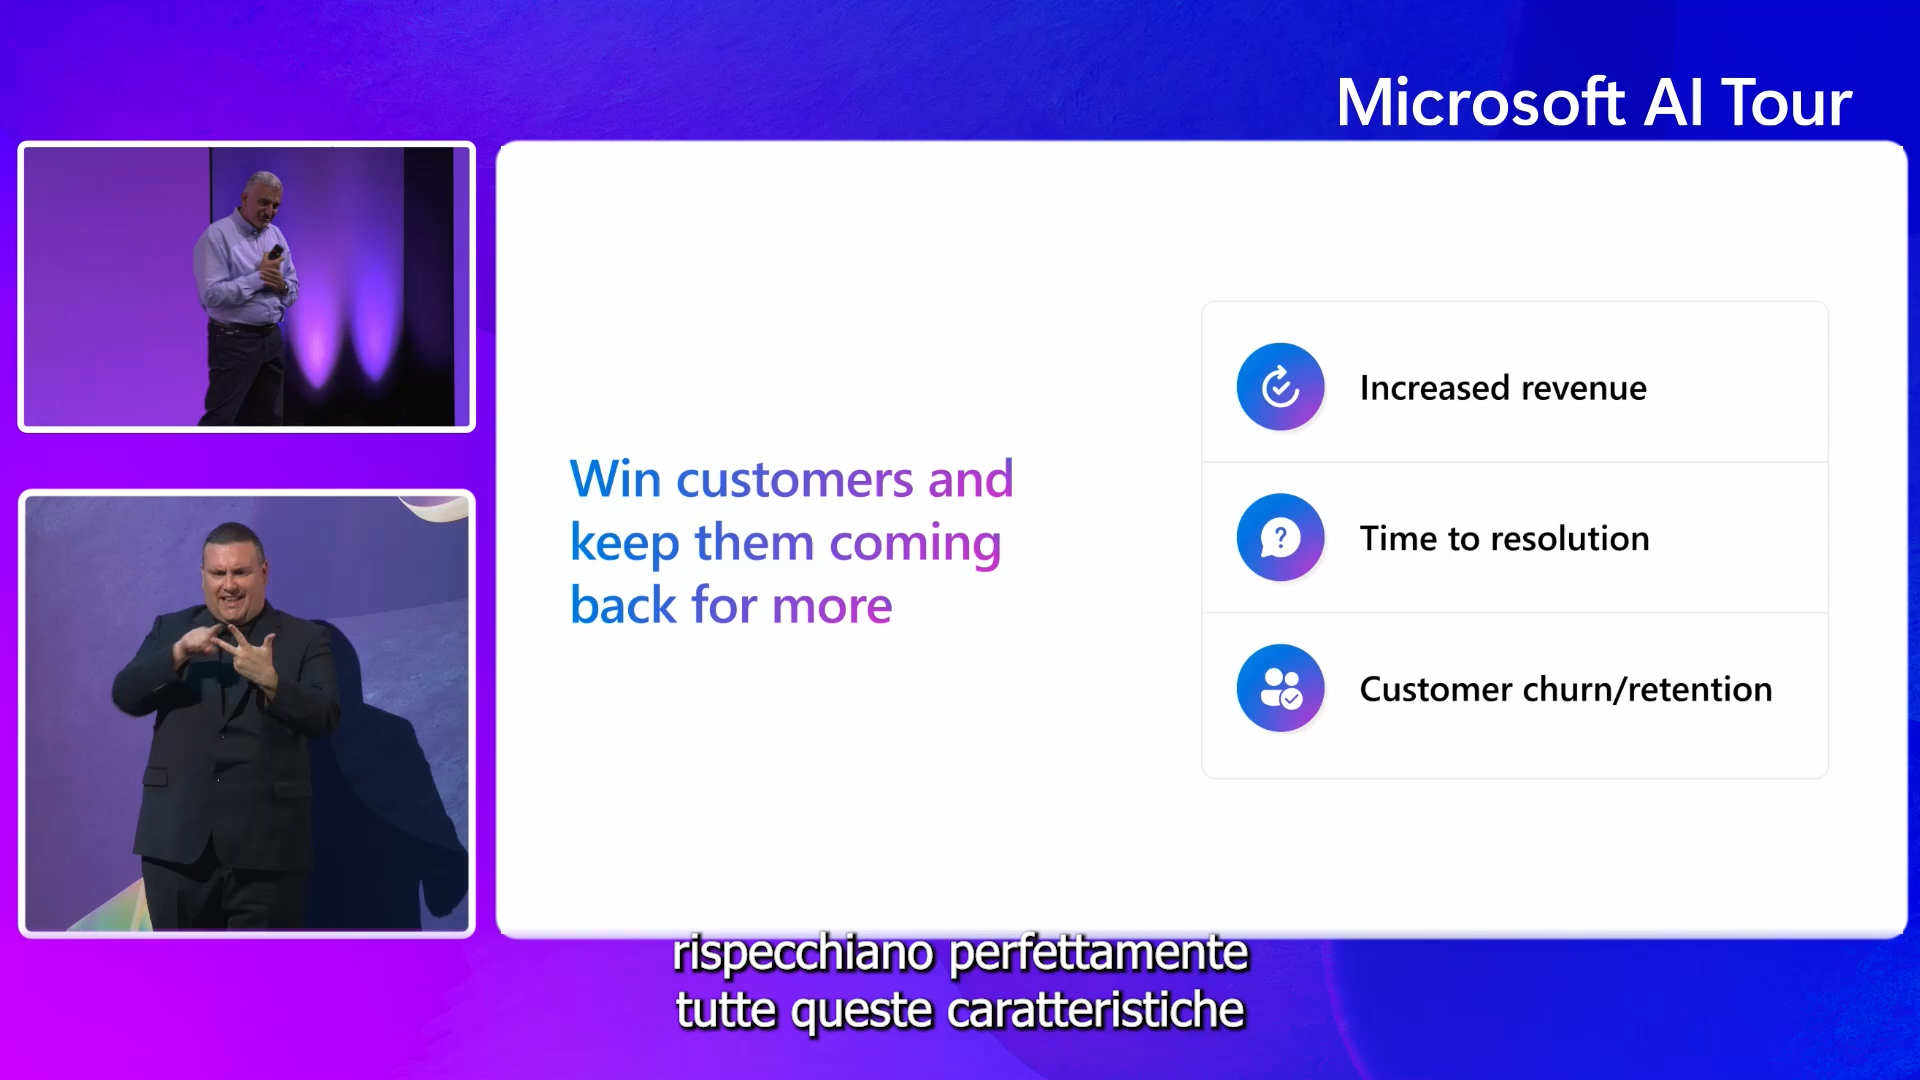 Microsoft AI Tour
Win customers and
keep them coming
back for more
Increased revenue
Time to resolution
Customer churn/retention
rispecchiano perfettamente
tutte queste caratteristiche